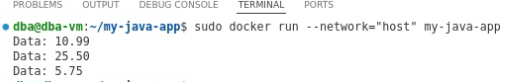 PROBLEMS OUTPUT DEBUG CONSOLE TERMINAL PORTS
dba@dba-vm:~/my-java-app$ sudo docker run --network="host" my-java-app
Data: 10.99
Data: 25.50
Data: 5.75